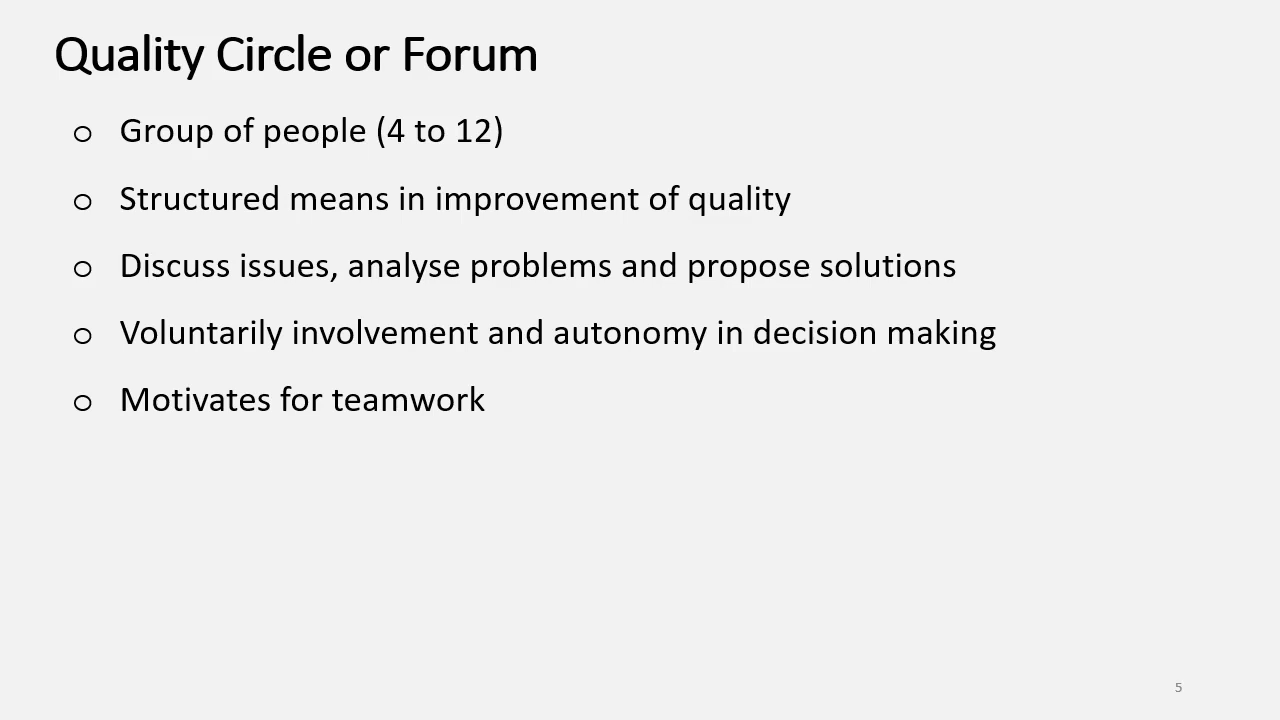 Quality Circle or Forum
o Group of people (4 to 12)
o Structured means in improvement of quality
o Discuss issues, analyse problems and propose solutions
o Voluntarily involvement and autonomy in decision making
o Motivates for teamwork
5